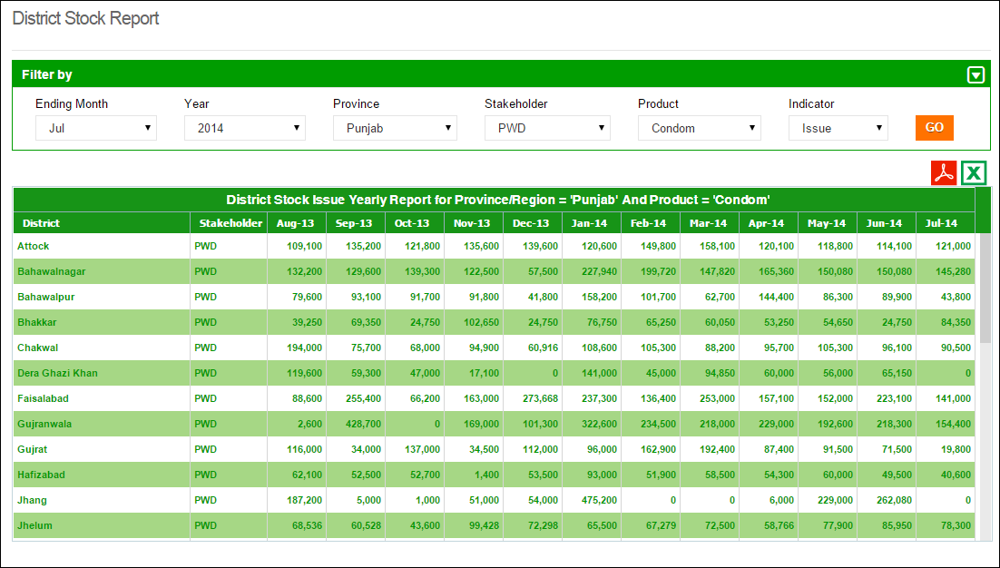 District Stock Report
Filter by
Ending Month Year Province Stakeholder Product Indicator
Jul 2014 Punjab PWD Condom Issue GO
District Stock Issue Yearly Report for Province/Region = 'Punjab' And Product = 'Condom'
District Stakeholder Aug-13 Sep-13 Oct-13 Nov-13 Dec-13 Jan-14 Feb-14 Mar-14 Apr-14 May-14 Jun-14 Jul-14
Attock PWD 109,100 135,200 121,800 135,600 139,600 120,600 149,800 158,100 120,100 118,800 114,100 121,000
Bahawalnagar PWD 132,200 129,600 139,300 122,500 57,500 227,940 199,720 147,820 165,360 150,080 150,080 145,280
Bahawalpur PWD 79,600 93,100 91,700 91,800 41,800 158,200 101,700 62,700 144,400 86,300 89,900 43,800
Bhakkar PWD 39,250 69,350 24,750 102,650 24,750 76,750 65,250 60,050 53,250 54,650 24,750 84,350
Chakwal PWD 194,000 75,700 68,000 94,900 60,916 108,600 105,300 88,200 95,700 105,300 96,100 90,500
Dera Ghazi Khan PWD 119,600 59,300 47,000 17,100 0 141,000 45,000 94,850 60,000 56,000 65,150 0
Faisalabad PWD 88,600 255,400 66,200 163,000 273,668 237,300 136,400 253,000 157,100 152,000 223,100 141,000
Gujranwala PWD 2,600 428,700 0 169,000 101,300 322,600 234,500 218,000 229,000 192,600 218,300 154,400
Gujrat PWD 116,000 34,000 137,000 34,500 112,000 96,000 162,900 192,400 87,400 91,500 71,500 19,800
Hafizabad PWD 62,100 52,500 52,700 1,400 53,500 93,000 51,900 58,500 54,300 60,000 49,500 40,600
Jhang PWD 187,200 5,000 1,000 51,000 54,000 475,200 0 0 6,000 229,000 262,080 0
Jhelum PWD 68,536 60,528 43,600 99,428 72,298 65,500 67,279 72,500 58,766 77,900 85,950 78,300